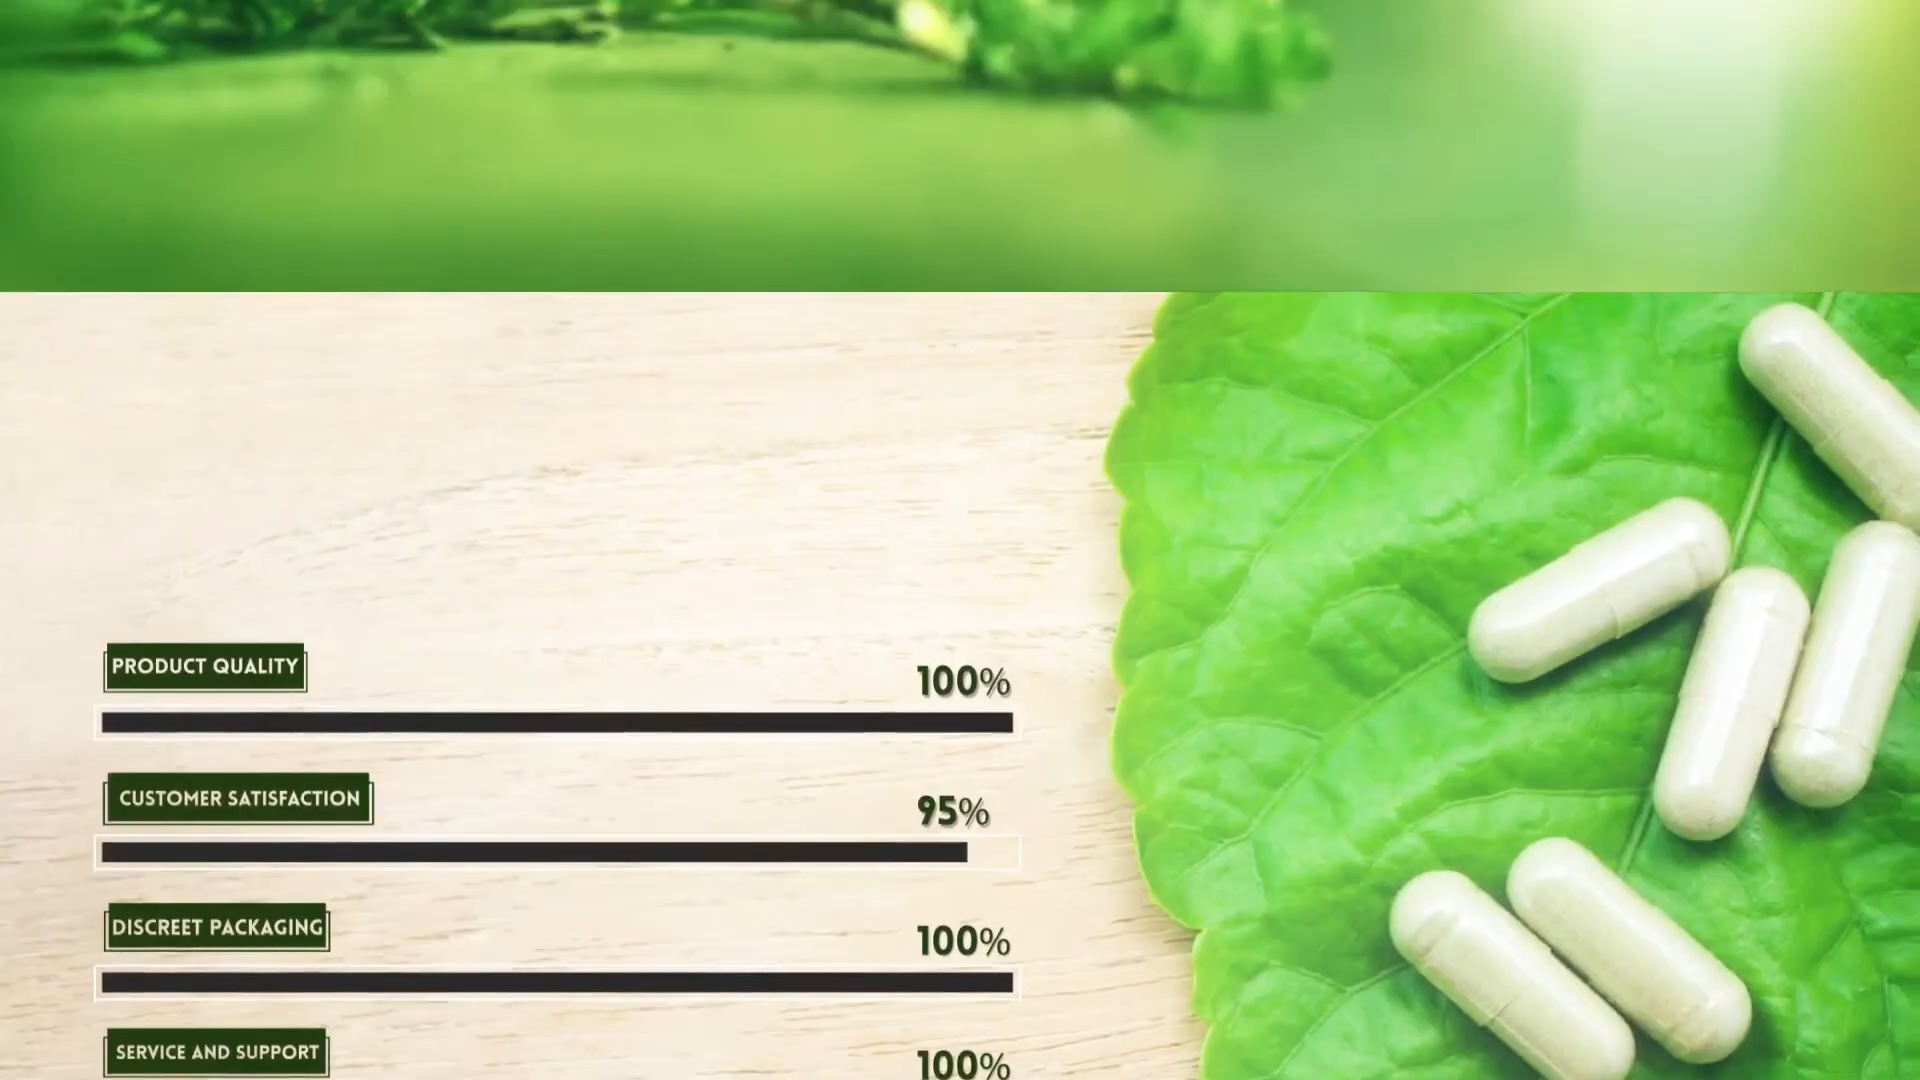 PRODUCT QUALITY
100%
CUSTOMER SATISFACTION
95%
DISCREET PACKAGING
100%
SERVICE AND SUPPORT
100%